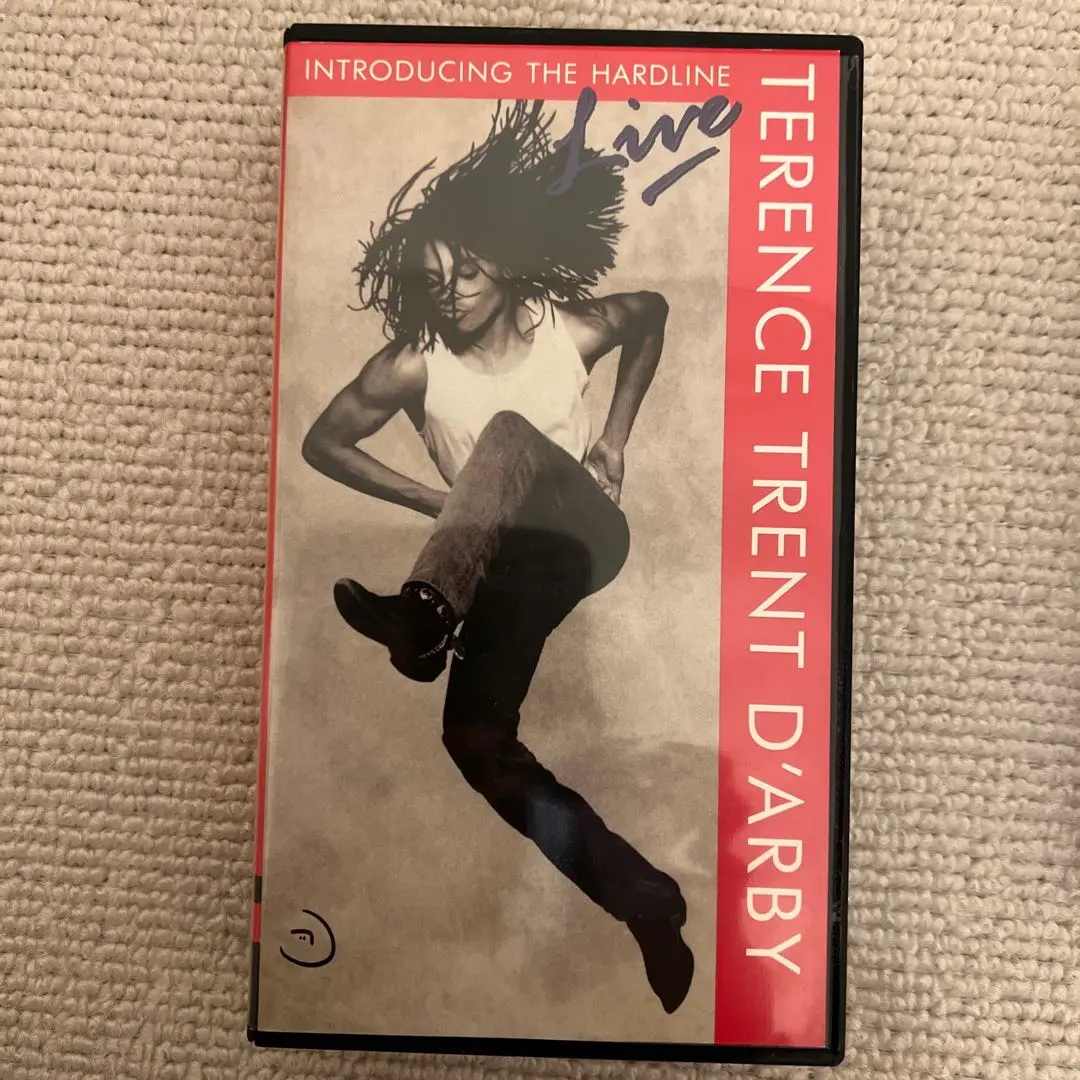 INTRODUCING THE HARDLINE
Live
TERENCE TRENT D'ARBY